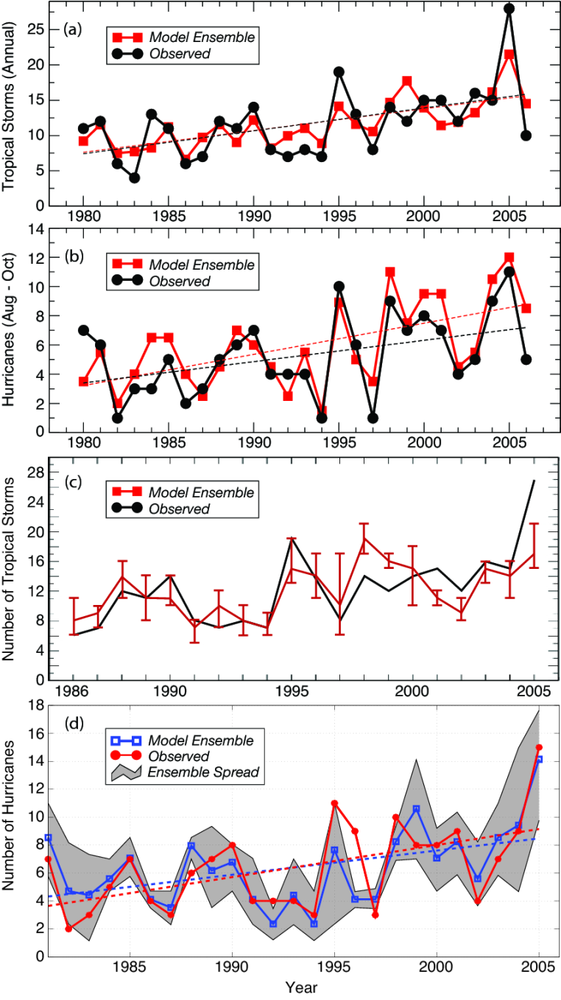 (a)
Model Ensemble
Observed
Tropical Storms (Annual)
25
20
15
10
5
0
1980 1985 1990 1995 2000 2005
(b)
Model Ensemble
Observed
Hurricanes (Aug - Oct)
14
12
10
8
6
4
2
0
1980 1985 1990 1995 2000 2005
(c)
Model Ensemble
Observed
Number of Tropical Storms
28
24
20
16
12
8
4
0
1986 1990 1995 2000 2005
(d)
Model Ensemble
Observed
Ensemble Spread
Number of Hurricanes
18
16
14
12
10
8
6
4
2
0
1985 1990 1995 2000 2005
Year